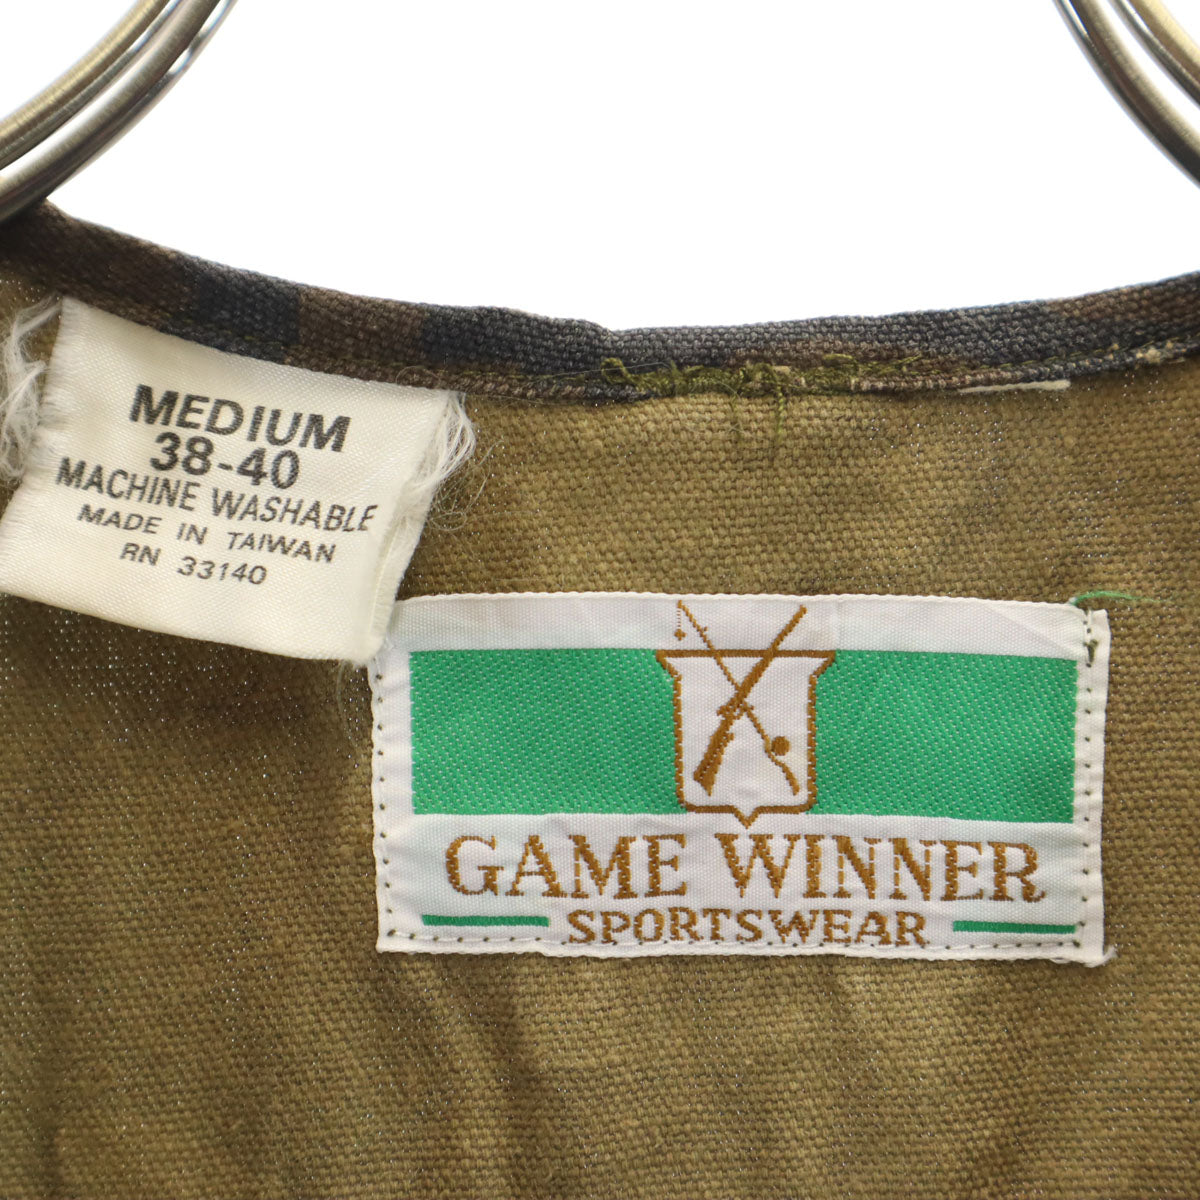 MEDIUM
38-40
MACHINE WASHABLE
MADE IN TAIWAN
RN 33140
GAME WINNER
SPORTSWEAR